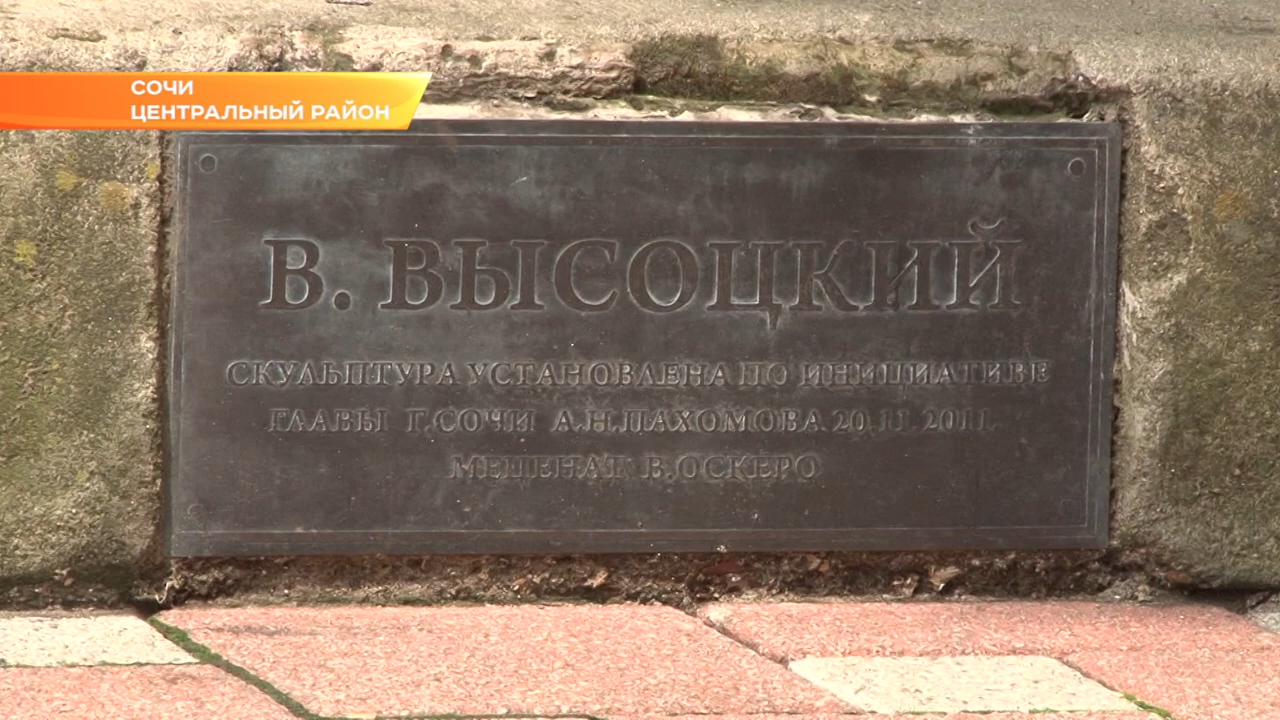 СОЧИ
ЦЕНТРАЛЬНЫЙ РАЙОН
В. ВЫСОЦКИЙ
СКУЛЬПТУРА УСТАНОВЛЕНА ПО ИНИЦИАТИВЕ
ГЛАВЫ Г.СОЧИ А.Н.ПАХОМОВА 20.11.2011
МЕЦЕНАТ В.ОСКЕРО